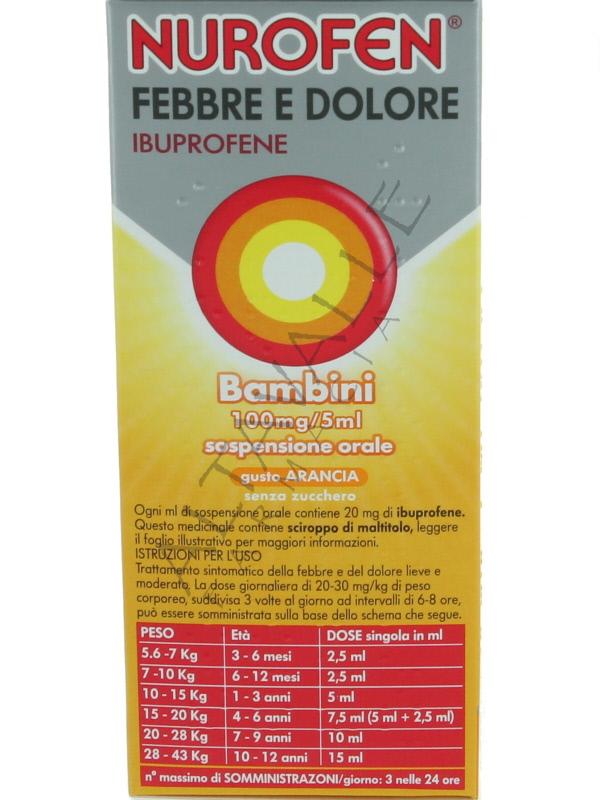 NUROFEN®
FEBBRE E DOLORE
IBUPROFENE
Bambini
100mg/5ml
sospensione orale
gusto ARANCIA
senza zucchero
Ogni ml di sospensione orale contiene 20 mg di ibuprofene.
Questo medicinale contiene sciroppo di maltitolo, leggere
il foglio illustrativo per maggiori informazioni.
ISTRUZIONI PER L'USO
Trattamento sintomatico della febbre e del dolore lieve e
moderato. La dose giornaliera di 20-30 mg/kg di peso
corporeo, suddivisa 3 volte al giorno ad intervalli di 6-8 ore,
può essere somministrata sulla base dello schema che segue.
PESO Età DOSE singola in ml
5.6 -7 Kg 3 - 6 mesi 2,5 ml
7 -10 Kg 6 - 12 mesi 2,5 ml
10 - 15 Kg 1 - 3 anni 5 ml
15 - 20 Kg 4 - 6 anni 7,5 ml (5 ml + 2,5 ml)
20 - 28 Kg 7 - 9 anni 10 ml
28 - 43 Kg 10 - 12 anni 15 ml
n° massimo di SOMMINISTRAZONI/giorno: 3 nelle 24 ore